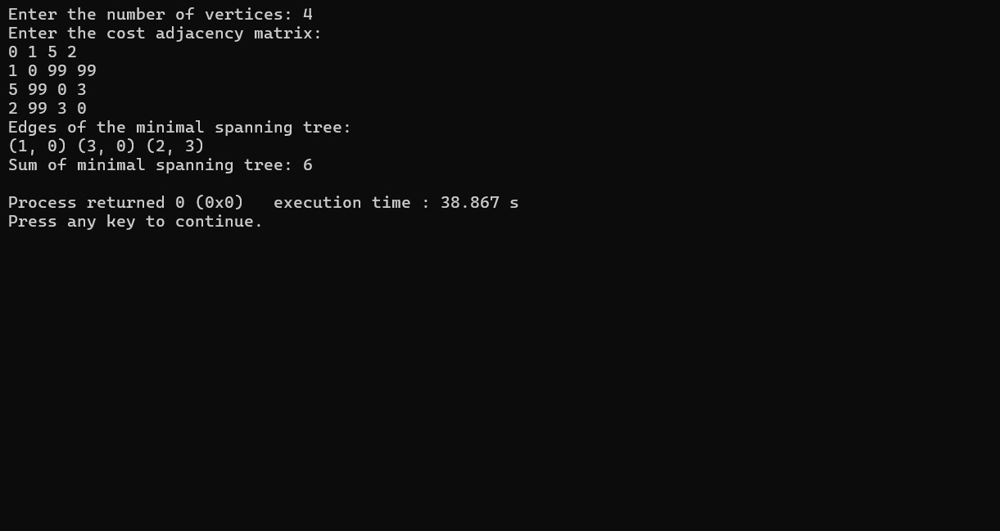 Enter the number of vertices: 4
Enter the cost adjacency matrix:
0 1 5 2
1 0 99 99
5 99 0 3
2 99 3 0
Edges of the minimal spanning tree:
(1, 0) (3, 0) (2, 3)
Sum of minimal spanning tree: 6
Process returned 0 (0x0)   execution time : 38.867 s
Press any key to continue.